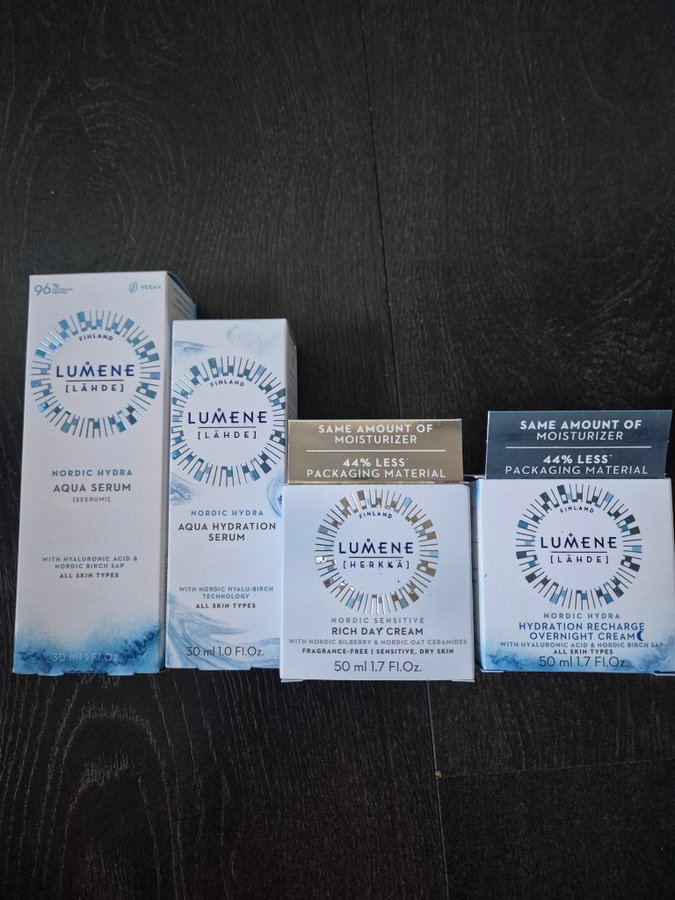 96%
NATURALLY DERIVED
VEGAN
FINLAND
LUMENE
[LÄHDE]
NORDIC HYDRA
AQUA SERUM
[SEERUMI]
WITH HYALURONIC ACID &
NORDIC BIRCH SAP
ALL SKIN TYPES
30 ml 1 Fl.Oz.
FINLAND
LUMENE
[LÄHDE]
NORDIC HYDRA
AQUA HYDRATION
SERUM
WITH NORDIC HYALU-BIRCH
TECHNOLOGY
ALL SKIN TYPES
30 ml 1.0 Fl.Oz.
SAME AMOUNT OF
MOISTURIZER
44% LESS*
PACKAGING MATERIAL
FINLAND
LUMENE
[HERKKÄ]
NORDIC SENSITIVE
RICH DAY CREAM
WITH NORDIC BILBERRY & NORDIC OAT CERAMIDES
FRAGRANCE-FREE | SENSITIVE, DRY SKIN
50 ml 1.7 Fl.Oz.
SAME AMOUNT OF
MOISTURIZER
44% LESS*
PACKAGING MATERIAL
FINLAND
LUMENE
[LÄHDE]
NORDIC HYDRA
HYDRATION RECHARGE
OVERNIGHT CREAM
WITH HYALURONIC ACID & NORDIC BIRCH SAP
ALL SKIN TYPES
50 ml 1.7 Fl.Oz.